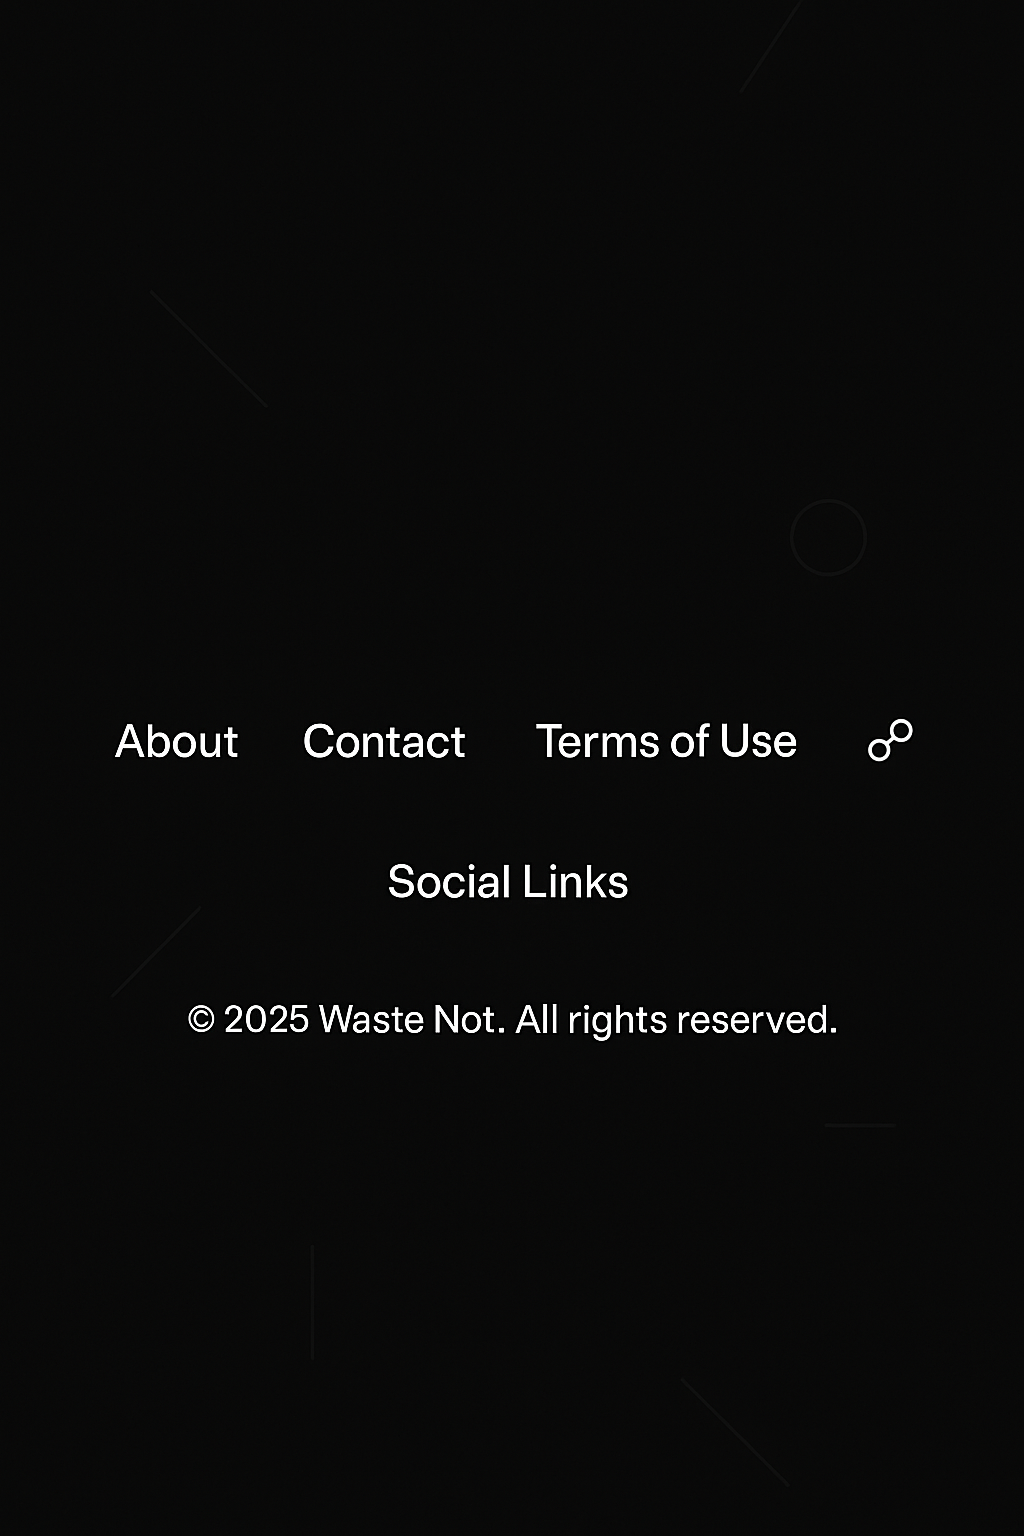 About Contact Terms of Use
Social Links
© 2025 Waste Not. All rights reserved.